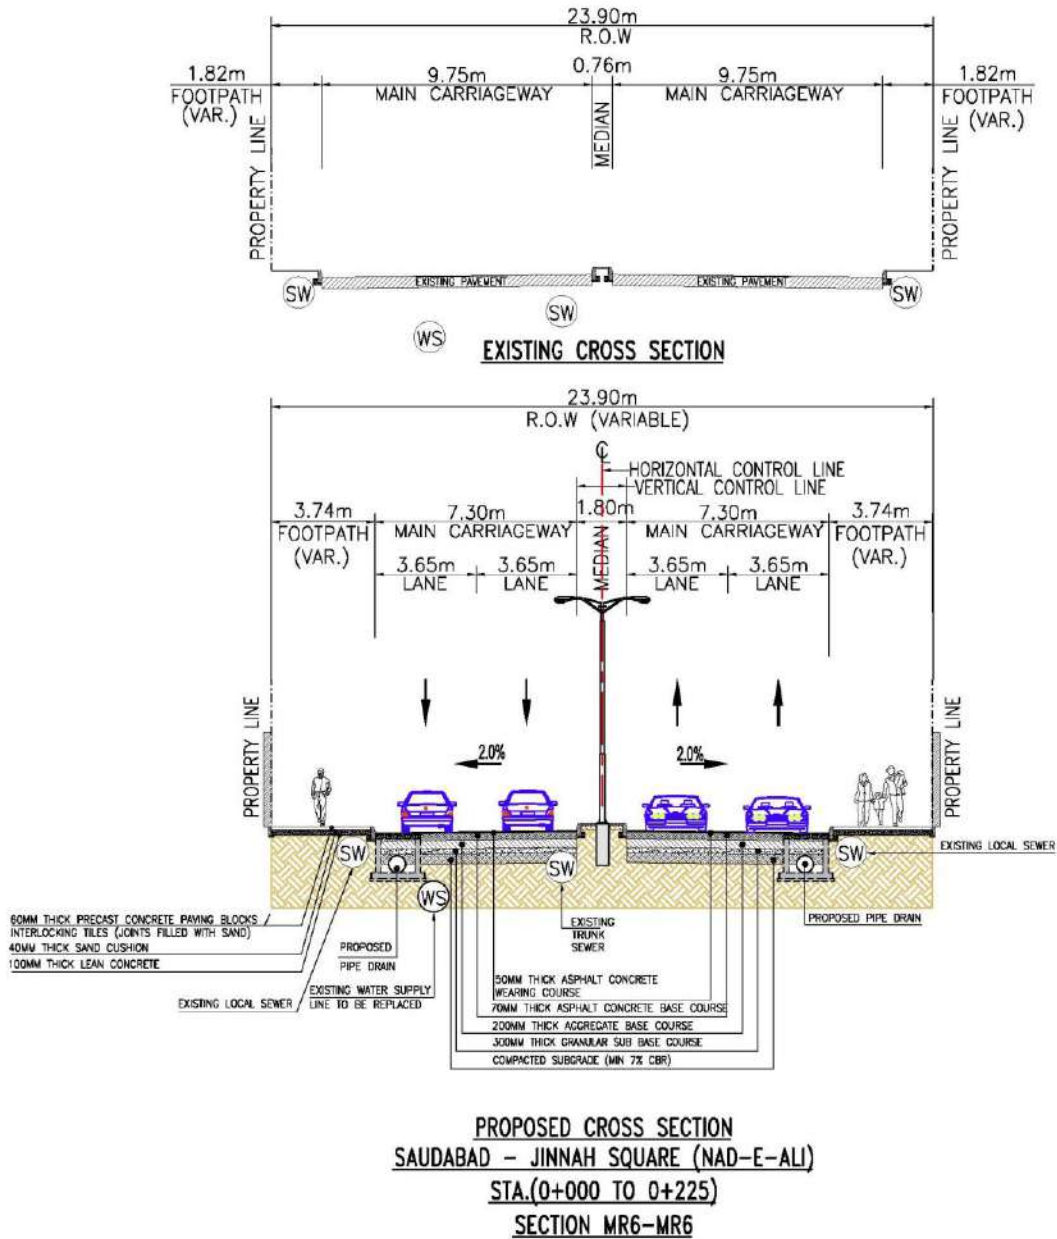 23.90m
R.O.W
1.82m
FOOTPATH
(VAR.)
9.75m
MAIN CARRIAGEWAY
0.76m
MEDIAN
9.75m
MAIN CARRIAGEWAY
1.82m
FOOTPATH
(VAR.)
PROPERTY LINE
PROPERTY LINE
EXISTING PAVEMENT
EXISTING PAVEMENT
SW
SW
SW
WS
EXISTING CROSS SECTION
23.90m
R.O.W (VARIABLE)
℄
HORIZONTAL CONTROL LINE
VERTICAL CONTROL LINE
3.74m
FOOTPATH
(VAR.)
7.30m
MAIN CARRIAGEWAY
1.80m
MEDIAN
7.30m
MAIN CARRIAGEWAY
3.74m
FOOTPATH
(VAR.)
3.65m
LANE
3.65m
LANE
3.65m
LANE
3.65m
LANE
PROPERTY LINE
2.0%
2.0%
PROPERTY LINE
SW
SW
SW
WS
EXISTING LOCAL SEWER
60MM THICK PRECAST CONCRETE PAVING BLOCKS
INTERLOCKING TILES (JOINTS FILLED WITH SAND)
40MM THICK SAND CUSHION
100MM THICK LEAN CONCRETE
PROPOSED
PIPE DRAIN
EXISTING
TRUNK
SEWER
PROPOSED PIPE DRAIN
EXISTING LOCAL SEWER
EXISTING WATER SUPPLY
LINE TO BE REPLACED
50MM THICK ASPHALT CONCRETE
WEARING COURSE
70MM THICK ASPHALT CONCRETE BASE COURSE
200MM THICK AGGREGATE BASE COURSE
300MM THICK GRANULAR SUB BASE COURSE
COMPACTED SUBGRADE (MIN 7% CBR)
PROPOSED CROSS SECTION
SAUDABAD - JINNAH SQUARE (NAD-E-ALI)
STA.(0+000 TO 0+225)
SECTION MR6-MR6